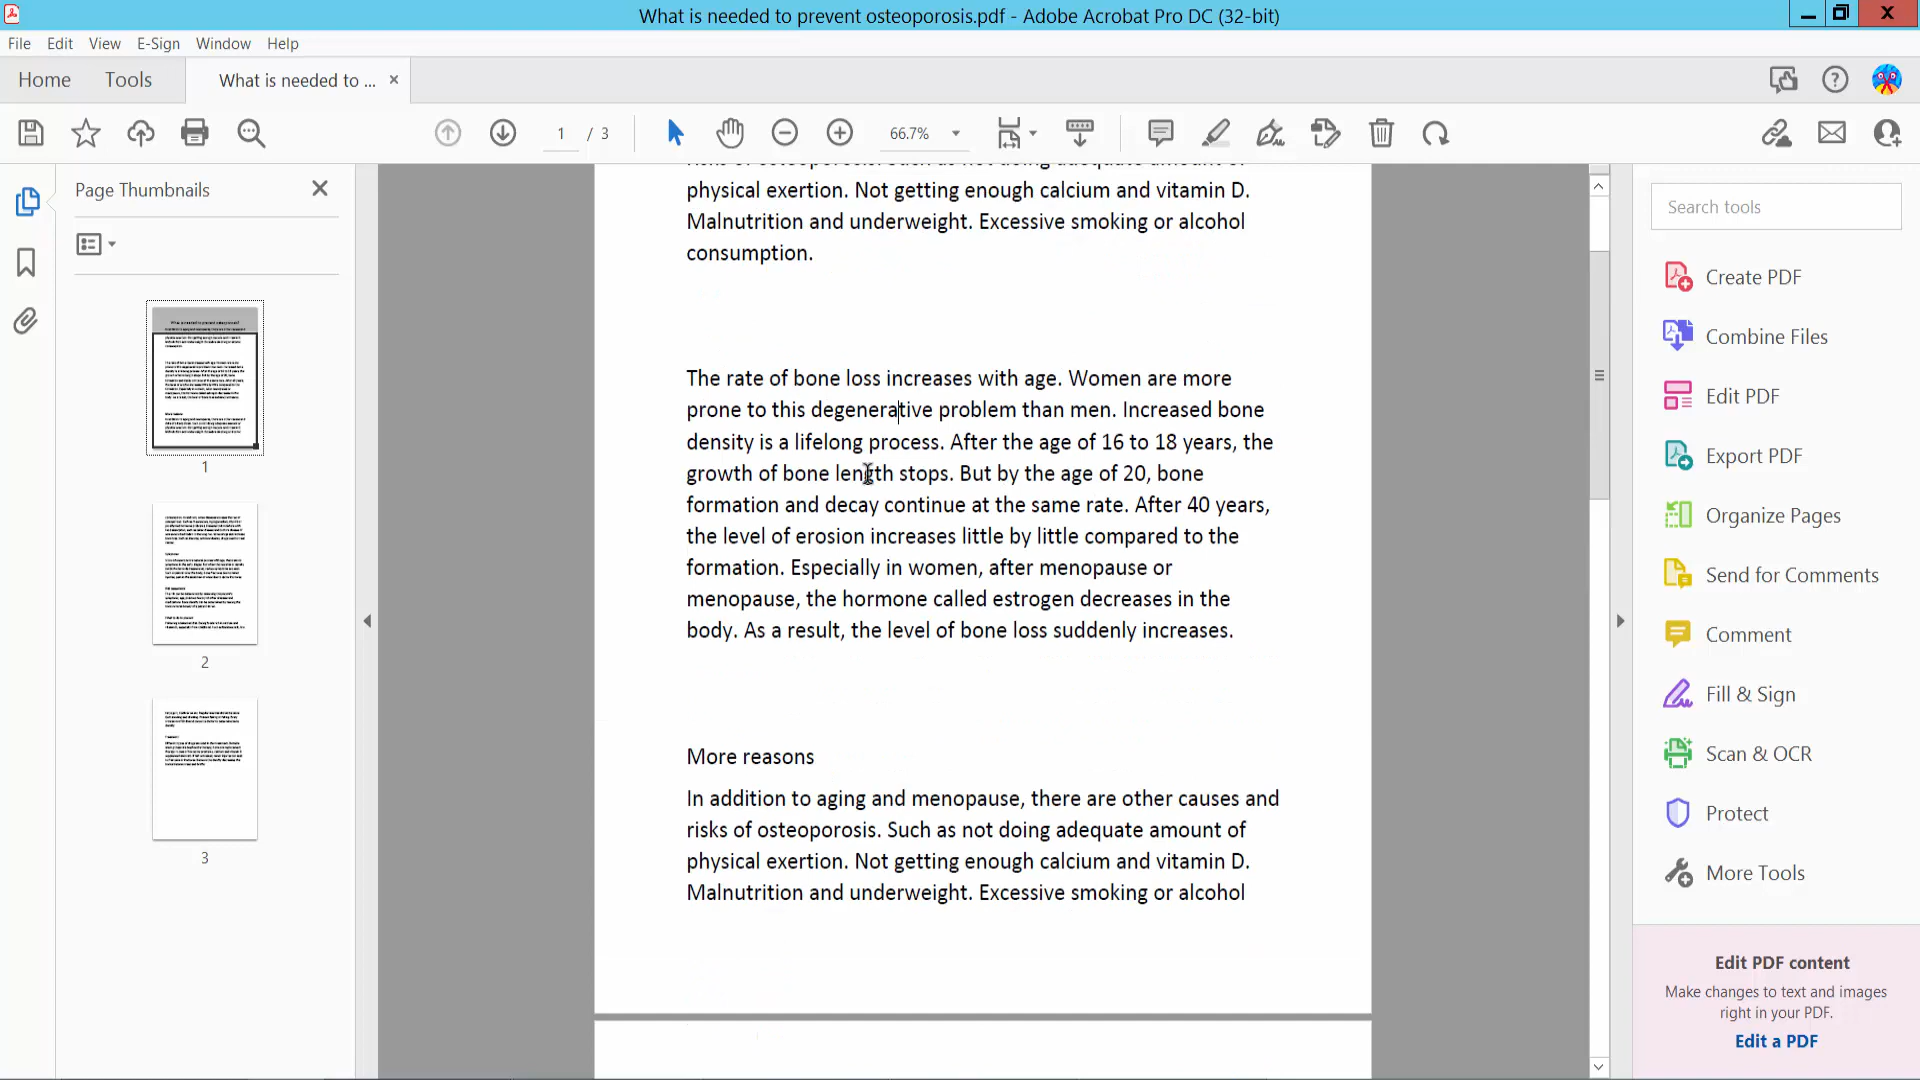 What is needed to prevent osteoporosis.pdf - Adobe Acrobat Pro DC (32-bit)
File Edit View E-Sign Window Help
Home Tools What is needed to ... ×
1 / 3 66.7%
Page Thumbnails
1
2
3
physical exertion. Not getting enough calcium and vitamin D.
Malnutrition and underweight. Excessive smoking or alcohol
consumption.
The rate of bone loss increases with age. Women are more
prone to this degenerative problem than men. Increased bone
density is a lifelong process. After the age of 16 to 18 years, the
growth of bone length stops. But by the age of 20, bone
formation and decay continue at the same rate. After 40 years,
the level of erosion increases little by little compared to the
formation. Especially in women, after menopause or
menopause, the hormone called estrogen decreases in the
body. As a result, the level of bone loss suddenly increases.
More reasons
In addition to aging and menopause, there are other causes and
risks of osteoporosis. Such as not doing adequate amount of
physical exertion. Not getting enough calcium and vitamin D.
Malnutrition and underweight. Excessive smoking or alcohol
Search tools
Create PDF
Combine Files
Edit PDF
Export PDF
Organize Pages
Send for Comments
Comment
Fill & Sign
Scan & OCR
Protect
More Tools
Edit PDF content
Make changes to text and images
right in your PDF.
Edit a PDF